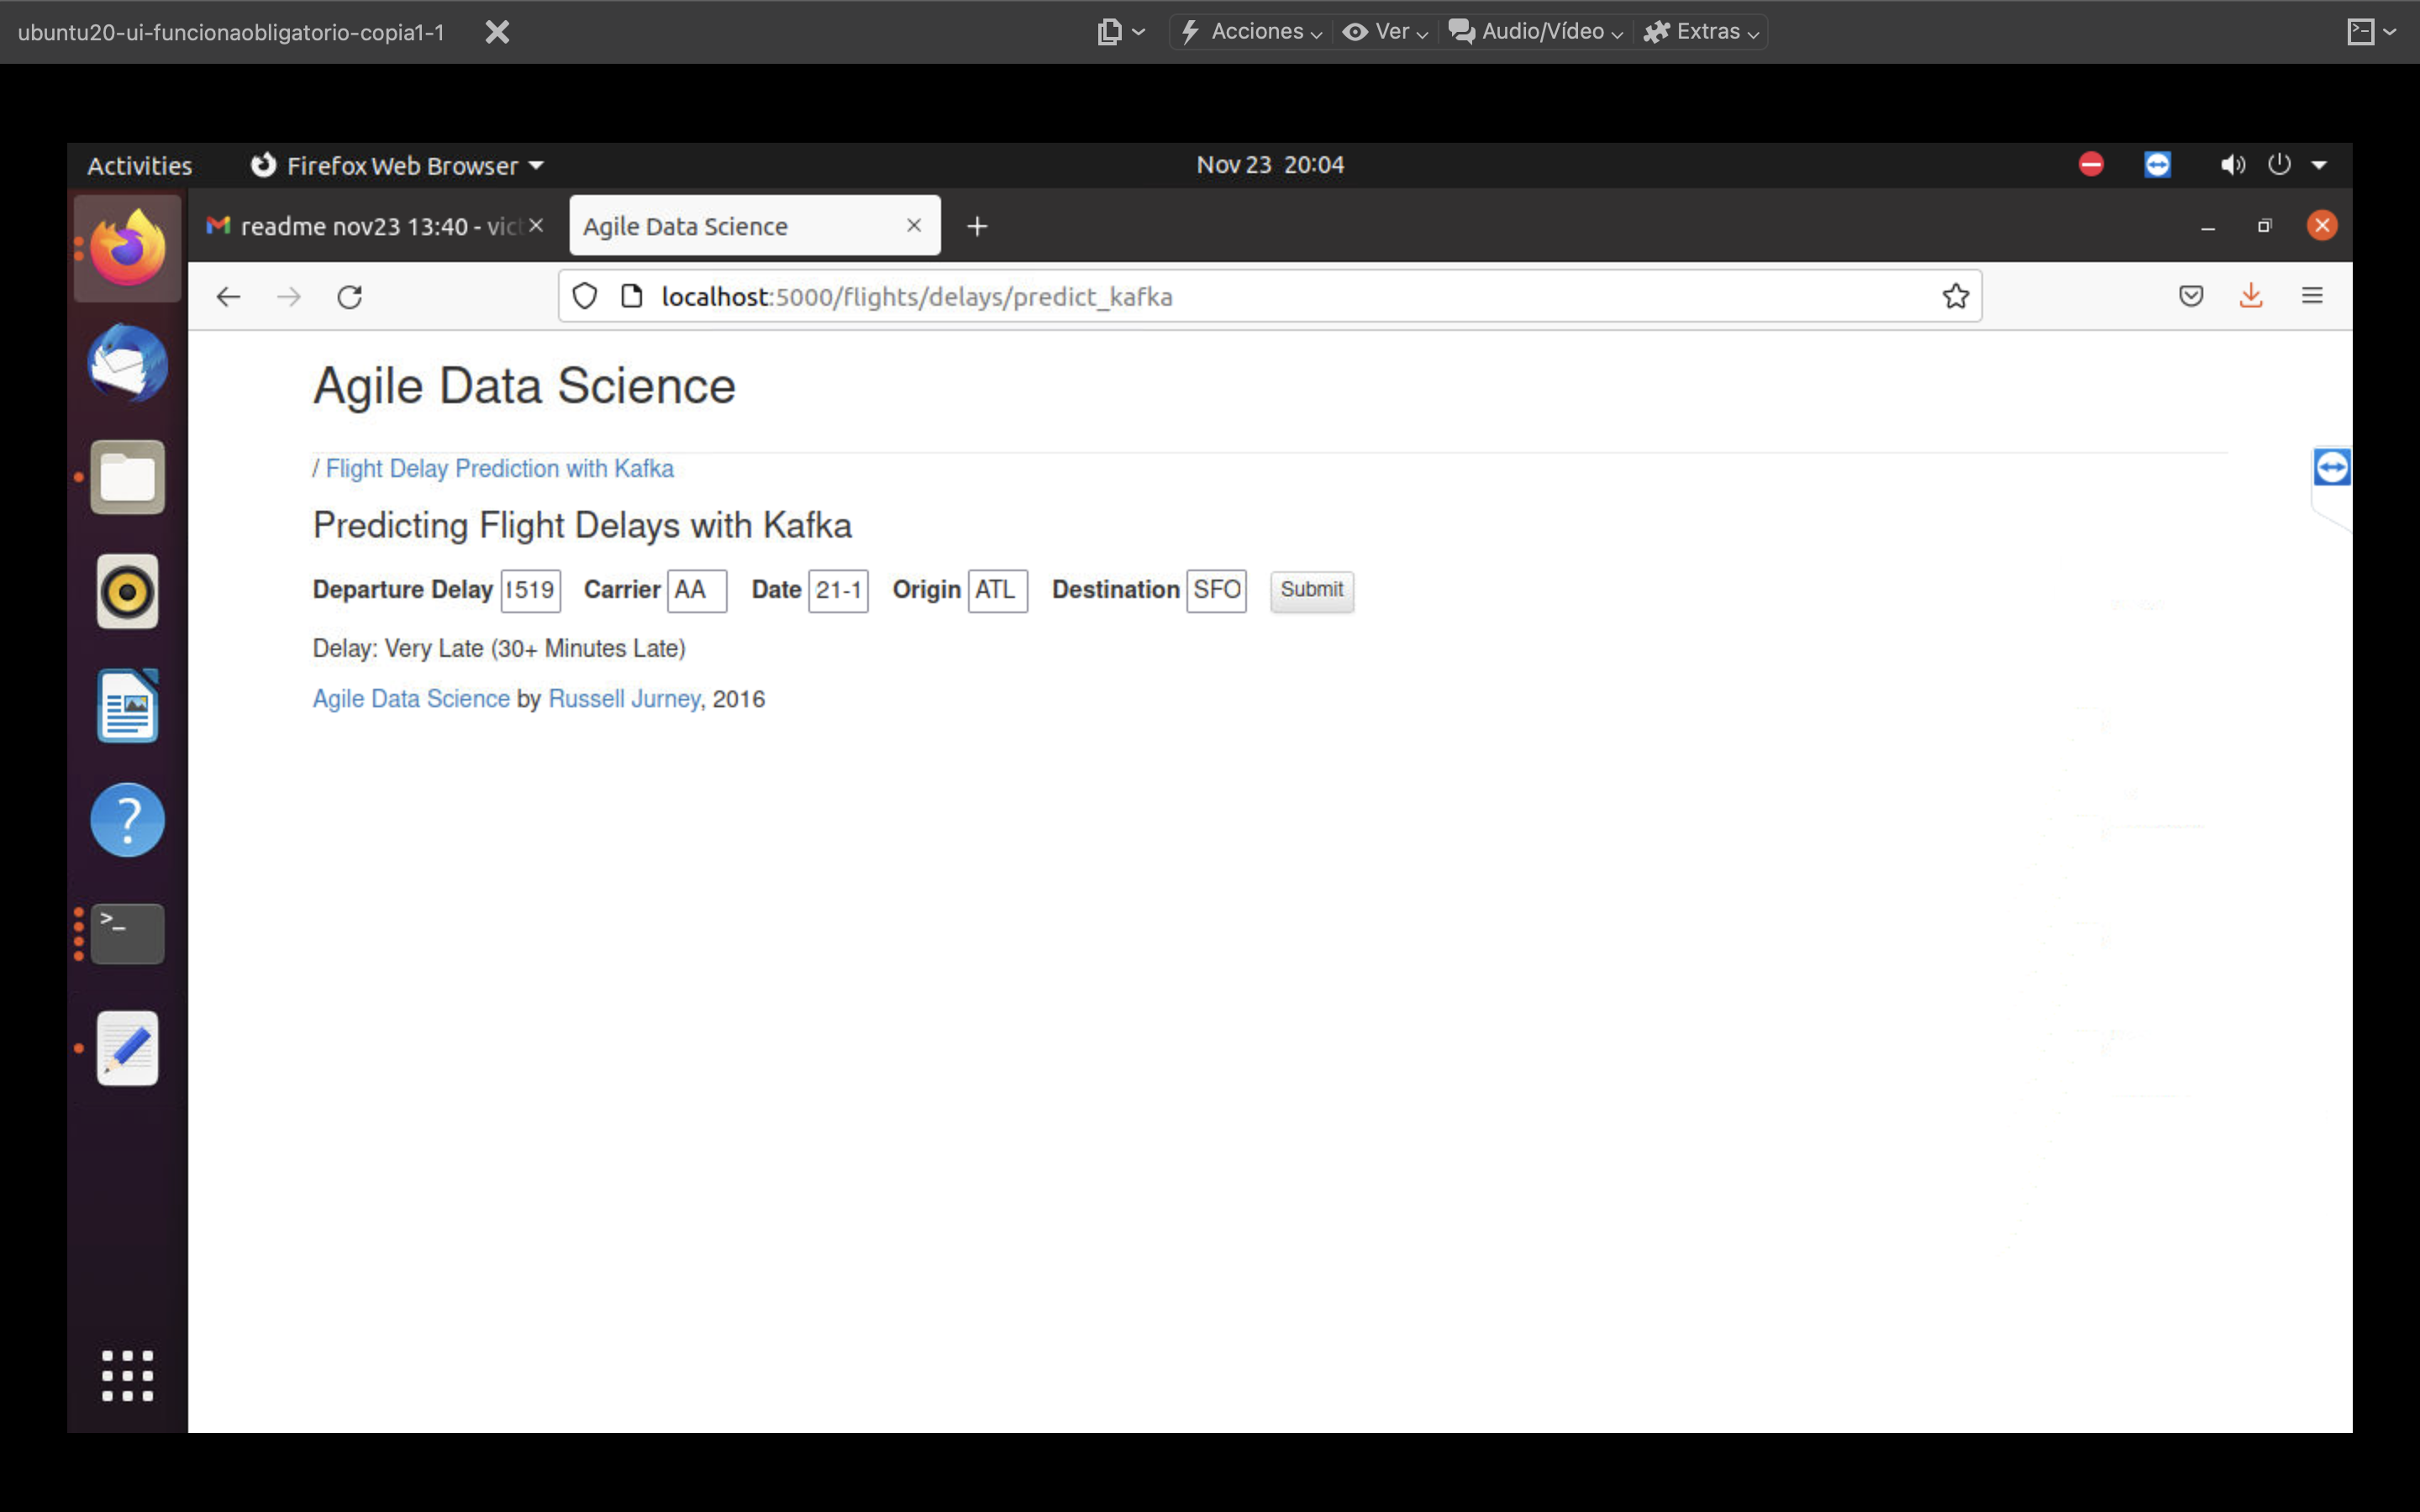 ubuntu20-ui-funcionaobligatorio-copia1-1
Acciones Ver Audio/Vídeo Extras
Activities Firefox Web Browser Nov 23 20:04
readme nov23 13:40 - vict Agile Data Science
localhost:5000/flights/delays/predict_kafka
Agile Data Science
/ Flight Delay Prediction with Kafka
Predicting Flight Delays with Kafka
Departure Delay 1519 Carrier AA Date 21-1 Origin ATL Destination SFO Submit
Delay: Very Late (30+ Minutes Late)
Agile Data Science by Russell Jurney, 2016